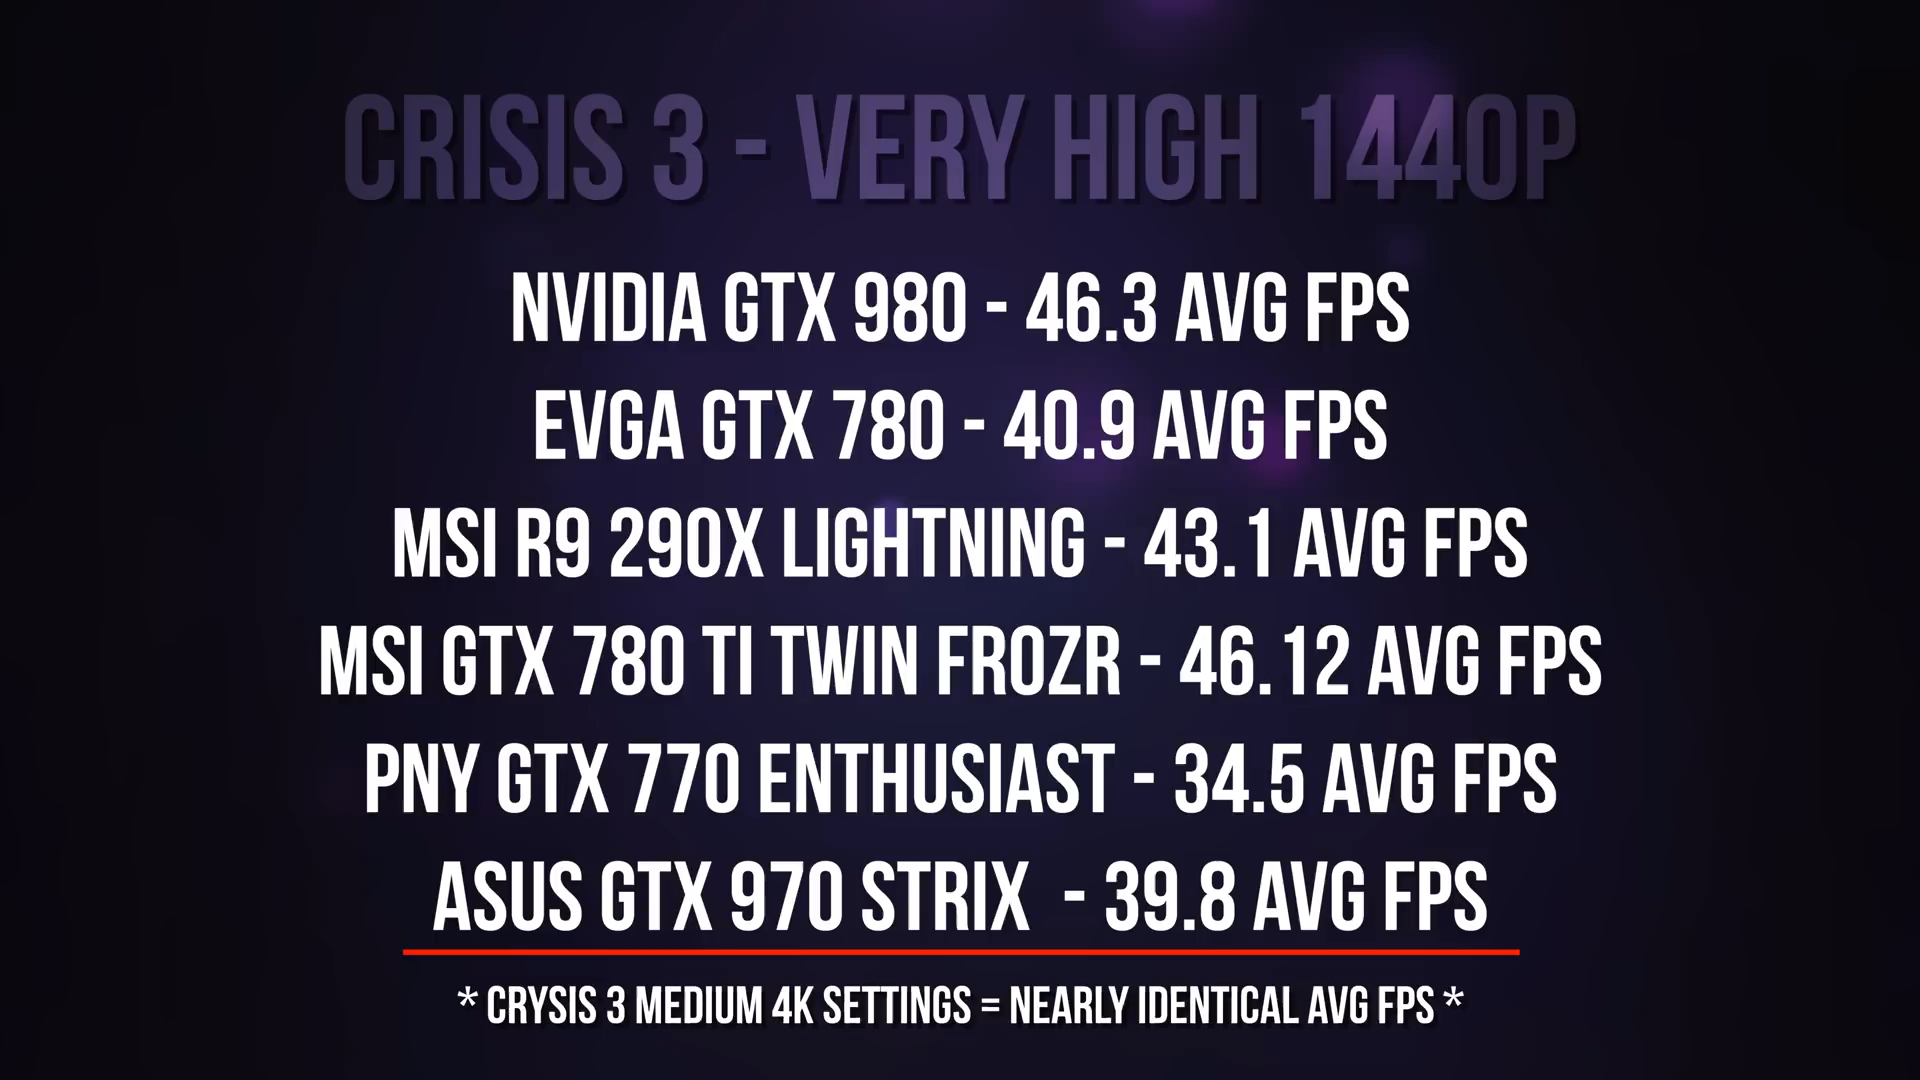 CRISIS 3 - VERY HIGH 1440P
NVIDIA GTX 980 - 46.3 AVG FPS
EVGA GTX 780 - 40.9 AVG FPS
MSI R9 290X LIGHTNING - 43.1 AVG FPS
MSI GTX 780 TI TWIN FROZR - 46.12 AVG FPS
PNY GTX 770 ENTHUSIAST - 34.5 AVG FPS
ASUS GTX 970 STRIX - 39.8 AVG FPS
* CRYSIS 3 MEDIUM 4K SETTINGS = NEARLY IDENTICAL AVG FPS *